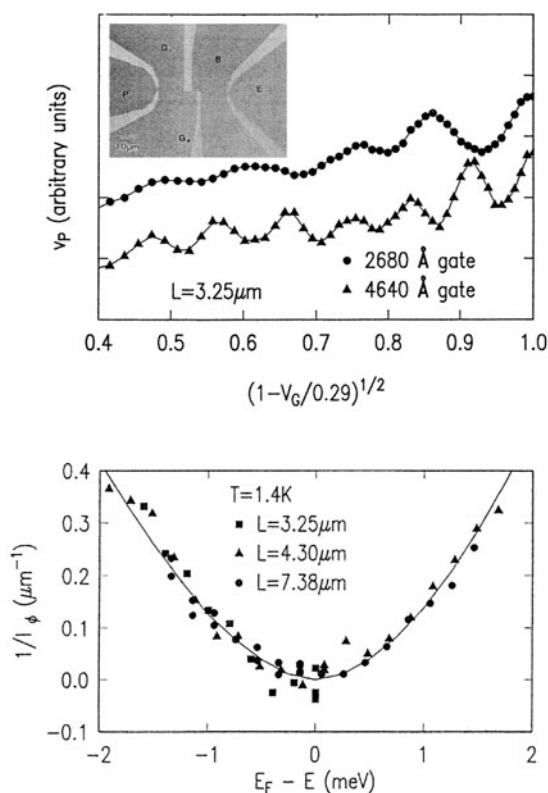 G₊
B
P
E
G₊
10μm
v_P (arbitrary units)
● 2680 Å gate
▲ 4640 Å gate
L=3.25μm
0.4 0.5 0.6 0.7 0.8 0.9 1.0
(1-V_G/0.29)^{1/2}
0.4
T=1.4K
■ L=3.25μm
0.3
▲ L=4.30μm
● L=7.38μm
0.2
1/l_ϕ (μm⁻¹)
0.1
0.0
-0.1
-2 -1 0 1 2
E_F - E (meV)